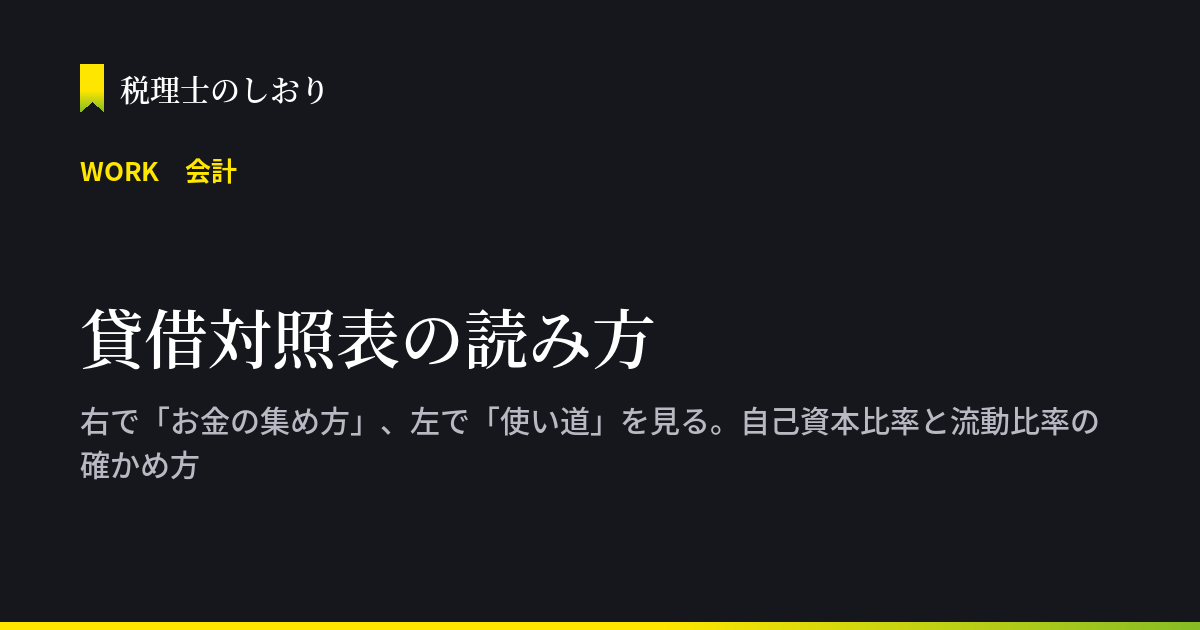 税理士のしおり
WORK 会計
貸借対照表の読み方
右で「お金の集め方」、左で「使い道」を見る。自己資本比率と流動比率の
確かめ方